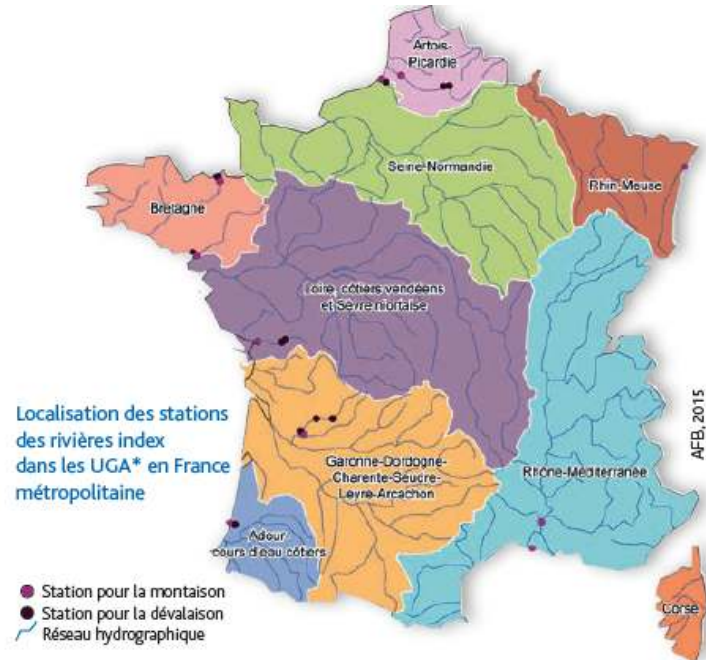 Artois-
Picardie
Seine-Normandie
Rhin-Meuse
Bretagne
Loire, côtiers vendéens
et Sèvre niortaise
Localisation des stations
des rivières index
dans les UGA* en France
métropolitaine
Garonne-Dordogne-
Charente-Seudre-
Leyre-Arcachon
Rhône-Méditerranée
AFB, 2015
Adour
cours d'eau côtiers
Corse
Station pour la montaison
Station pour la dévalaison
Réseau hydrographique